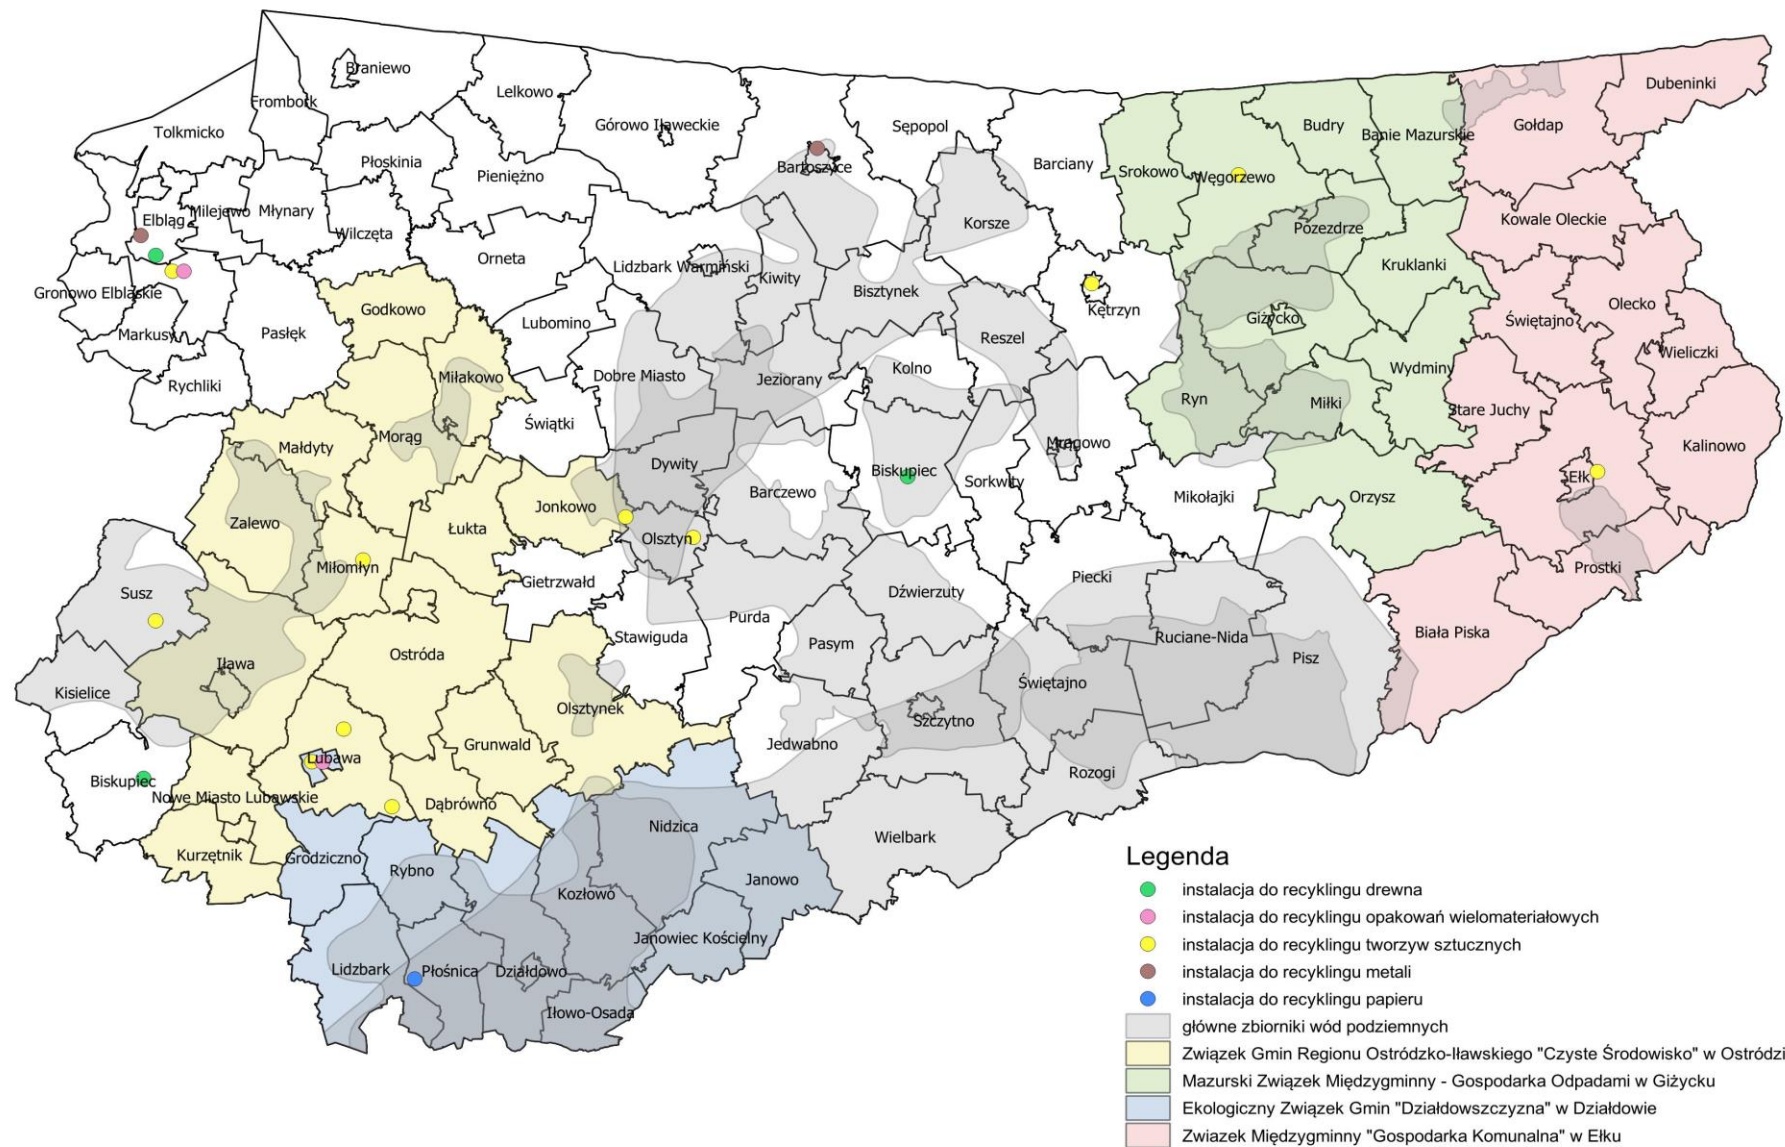 Braniewo
Lelkowo
Frombork
Tolkmicko
Górowo Iławeckie
Sępopol
Dubeninki
Budry
Gołdap
Banie Mazurskie
Płoskinia
Bartoszyce
Barciany
Srokowo
Węgorzewo
Pieniężno
Elbląg
Milejewo
Młynary
Wilczęta
Korsze
Pozezdrze
Kowale Oleckie
Orneta
Lidzbark Warmiński
Kiwity
Bisztynek
Kruklanki
Gronowo Elbląskie
Kętrzyn
Olecko
Godkowo
Markusy
Pasłęk
Lubomino
Reszel
Giżycko
Świętajno
Wieliczki
Rychliki
Miłakowo
Dobre Miasto
Jeziorany
Kolno
Wydminy
Ryn
Miłki
Stare Juchy
Świątki
Małdyty
Morąg
Mrągowo
Kalinowo
Dywity
Biskupiec
Sorkwity
Ełk
Barczewo
Mikołajki
Orzysz
Zalewo
Łukta
Jonkowo
Olsztyn
Miłomłyn
Gietrzwałd
Prostki
Susz
Dźwierzuty
Piecki
Purda
Stawiguda
Pasym
Ruciane-Nida
Biała Piska
Ostróda
Iława
Pisz
Kisielice
Świętajno
Olsztynek
Szczytno
Grunwald
Jedwabno
Lubawa
Rozogi
Biskupiec
Nowe Miasto Lubawskie
Dąbrówno
Nidzica
Wielbark
Kurzętnik
Grodziczno
Rybno
Kozłowo
Janowo
Janowiec Kościelny
Lidzbark
Płośnica
Działdowo
Iłowo-Osada
Legenda
instalacja do recyklingu drewna
instalacja do recyklingu opakowań wielomateriałowych
instalacja do recyklingu tworzyw sztucznych
instalacja do recyklingu metali
instalacja do recyklingu papieru
główne zbiorniki wód podziemnych
Związek Gmin Regionu Ostródzko-Iławskiego "Czyste Środowisko" w Ostródzi
Mazurski Związek Międzygminny - Gospodarka Odpadami w Giżycku
Ekologiczny Związek Gmin "Działdowszczyzna" w Działdowie
Zwiazek Międzygminny "Gospodarka Komunalna" w Ełku